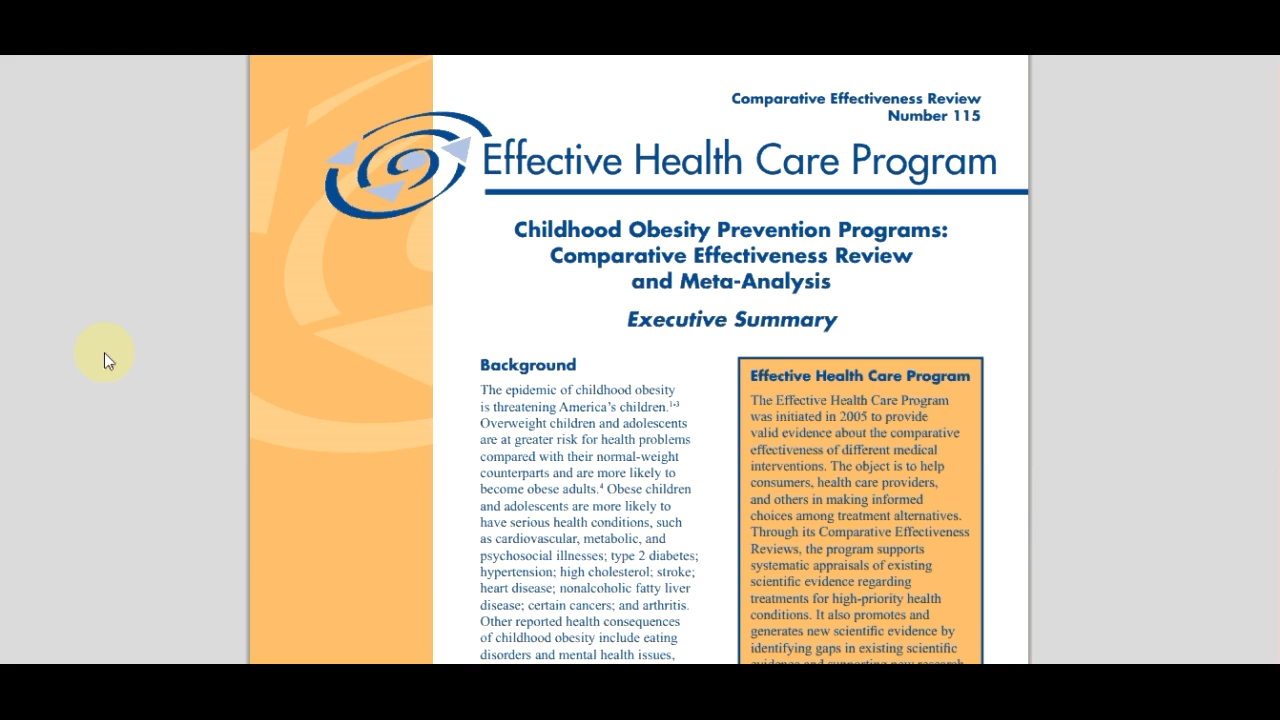 Comparative Effectiveness Review
Number 115
Effective Health Care Program
Childhood Obesity Prevention Programs:
Comparative Effectiveness Review
and Meta-Analysis
Executive Summary
Background
The epidemic of childhood obesity
is threatening America's children.1-3
Overweight children and adolescents
are at greater risk for health problems
compared with their normal-weight
counterparts and are more likely to
become obese adults.4 Obese children
and adolescents are more likely to
have serious health conditions, such
as cardiovascular, metabolic, and
psychosocial illnesses; type 2 diabetes;
hypertension; high cholesterol; stroke;
heart disease; nonalcoholic fatty liver
disease; certain cancers; and arthritis.
Other reported health consequences
of childhood obesity include eating
disorders and mental health issues,
Effective Health Care Program
The Effective Health Care Program
was initiated in 2005 to provide
valid evidence about the comparative
effectiveness of different medical
interventions. The object is to help
consumers, health care providers,
and others in making informed
choices among treatment alternatives.
Through its Comparative Effectiveness
Reviews, the program supports
systematic appraisals of existing
scientific evidence regarding
treatments for high-priority health
conditions. It also promotes and
generates new scientific evidence by
identifying gaps in existing scientific
evidence and supporting new research.